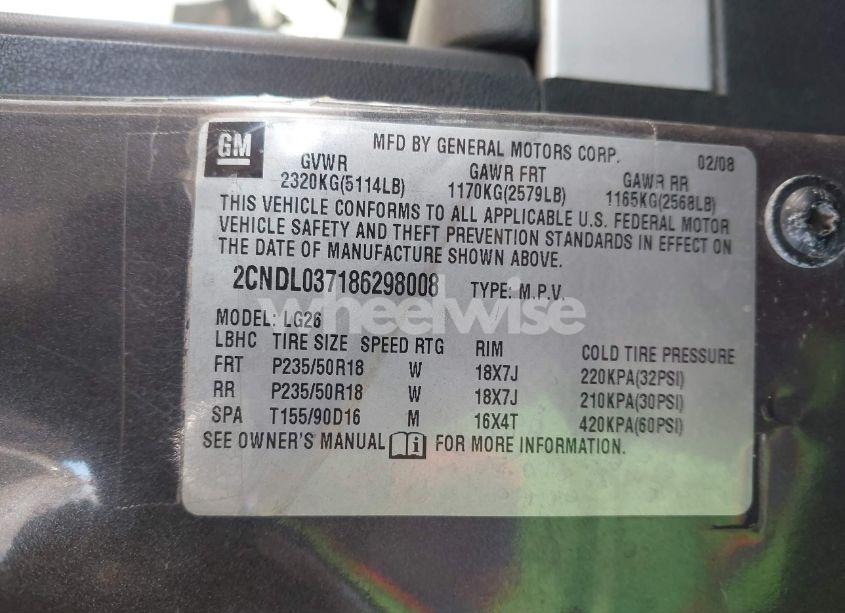 GM
MFD BY GENERAL MOTORS CORP. 02/08
GVWR GAWR FRT GAWR RR
2320KG(5114LB) 1170KG(2579LB) 1165KG(2568LB)
THIS VEHICLE CONFORMS TO ALL APPLICABLE U.S. FEDERAL MOTOR
VEHICLE SAFETY AND THEFT PREVENTION STANDARDS IN EFFECT ON
THE DATE OF MANUFACTURE SHOWN ABOVE.
2CNDL037186298008 TYPE: M.P.V.
wheelwise
MODEL: LG26
LBHC TIRE SIZE SPEED RTG RIM COLD TIRE PRESSURE
FRT P235/50R18 W 18X7J 220KPA(32PSI)
RR P235/50R18 W 18X7J 210KPA(30PSI)
SPA T155/90D16 M 16X4T 420KPA(60PSI)
SEE OWNER'S MANUAL i FOR MORE INFORMATION.